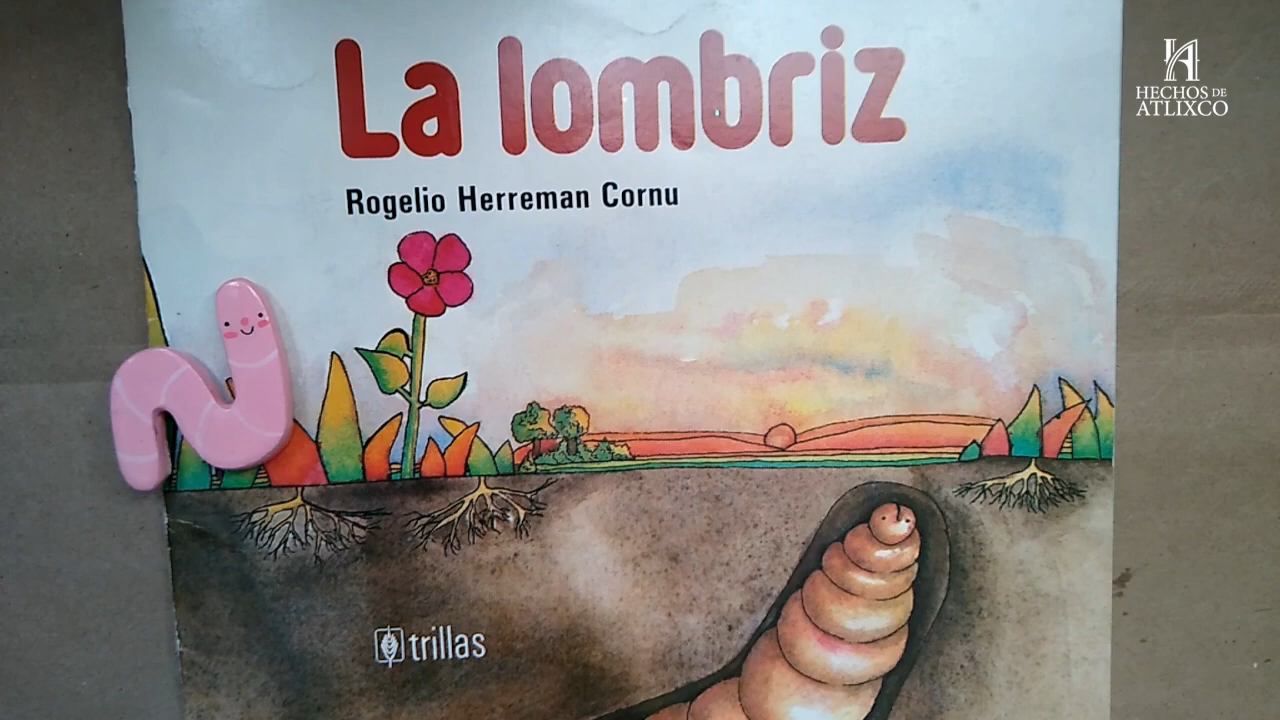 La lombriz
Rogelio Herreman Cornu
trillas
HECHOS DE
ATLIXCO